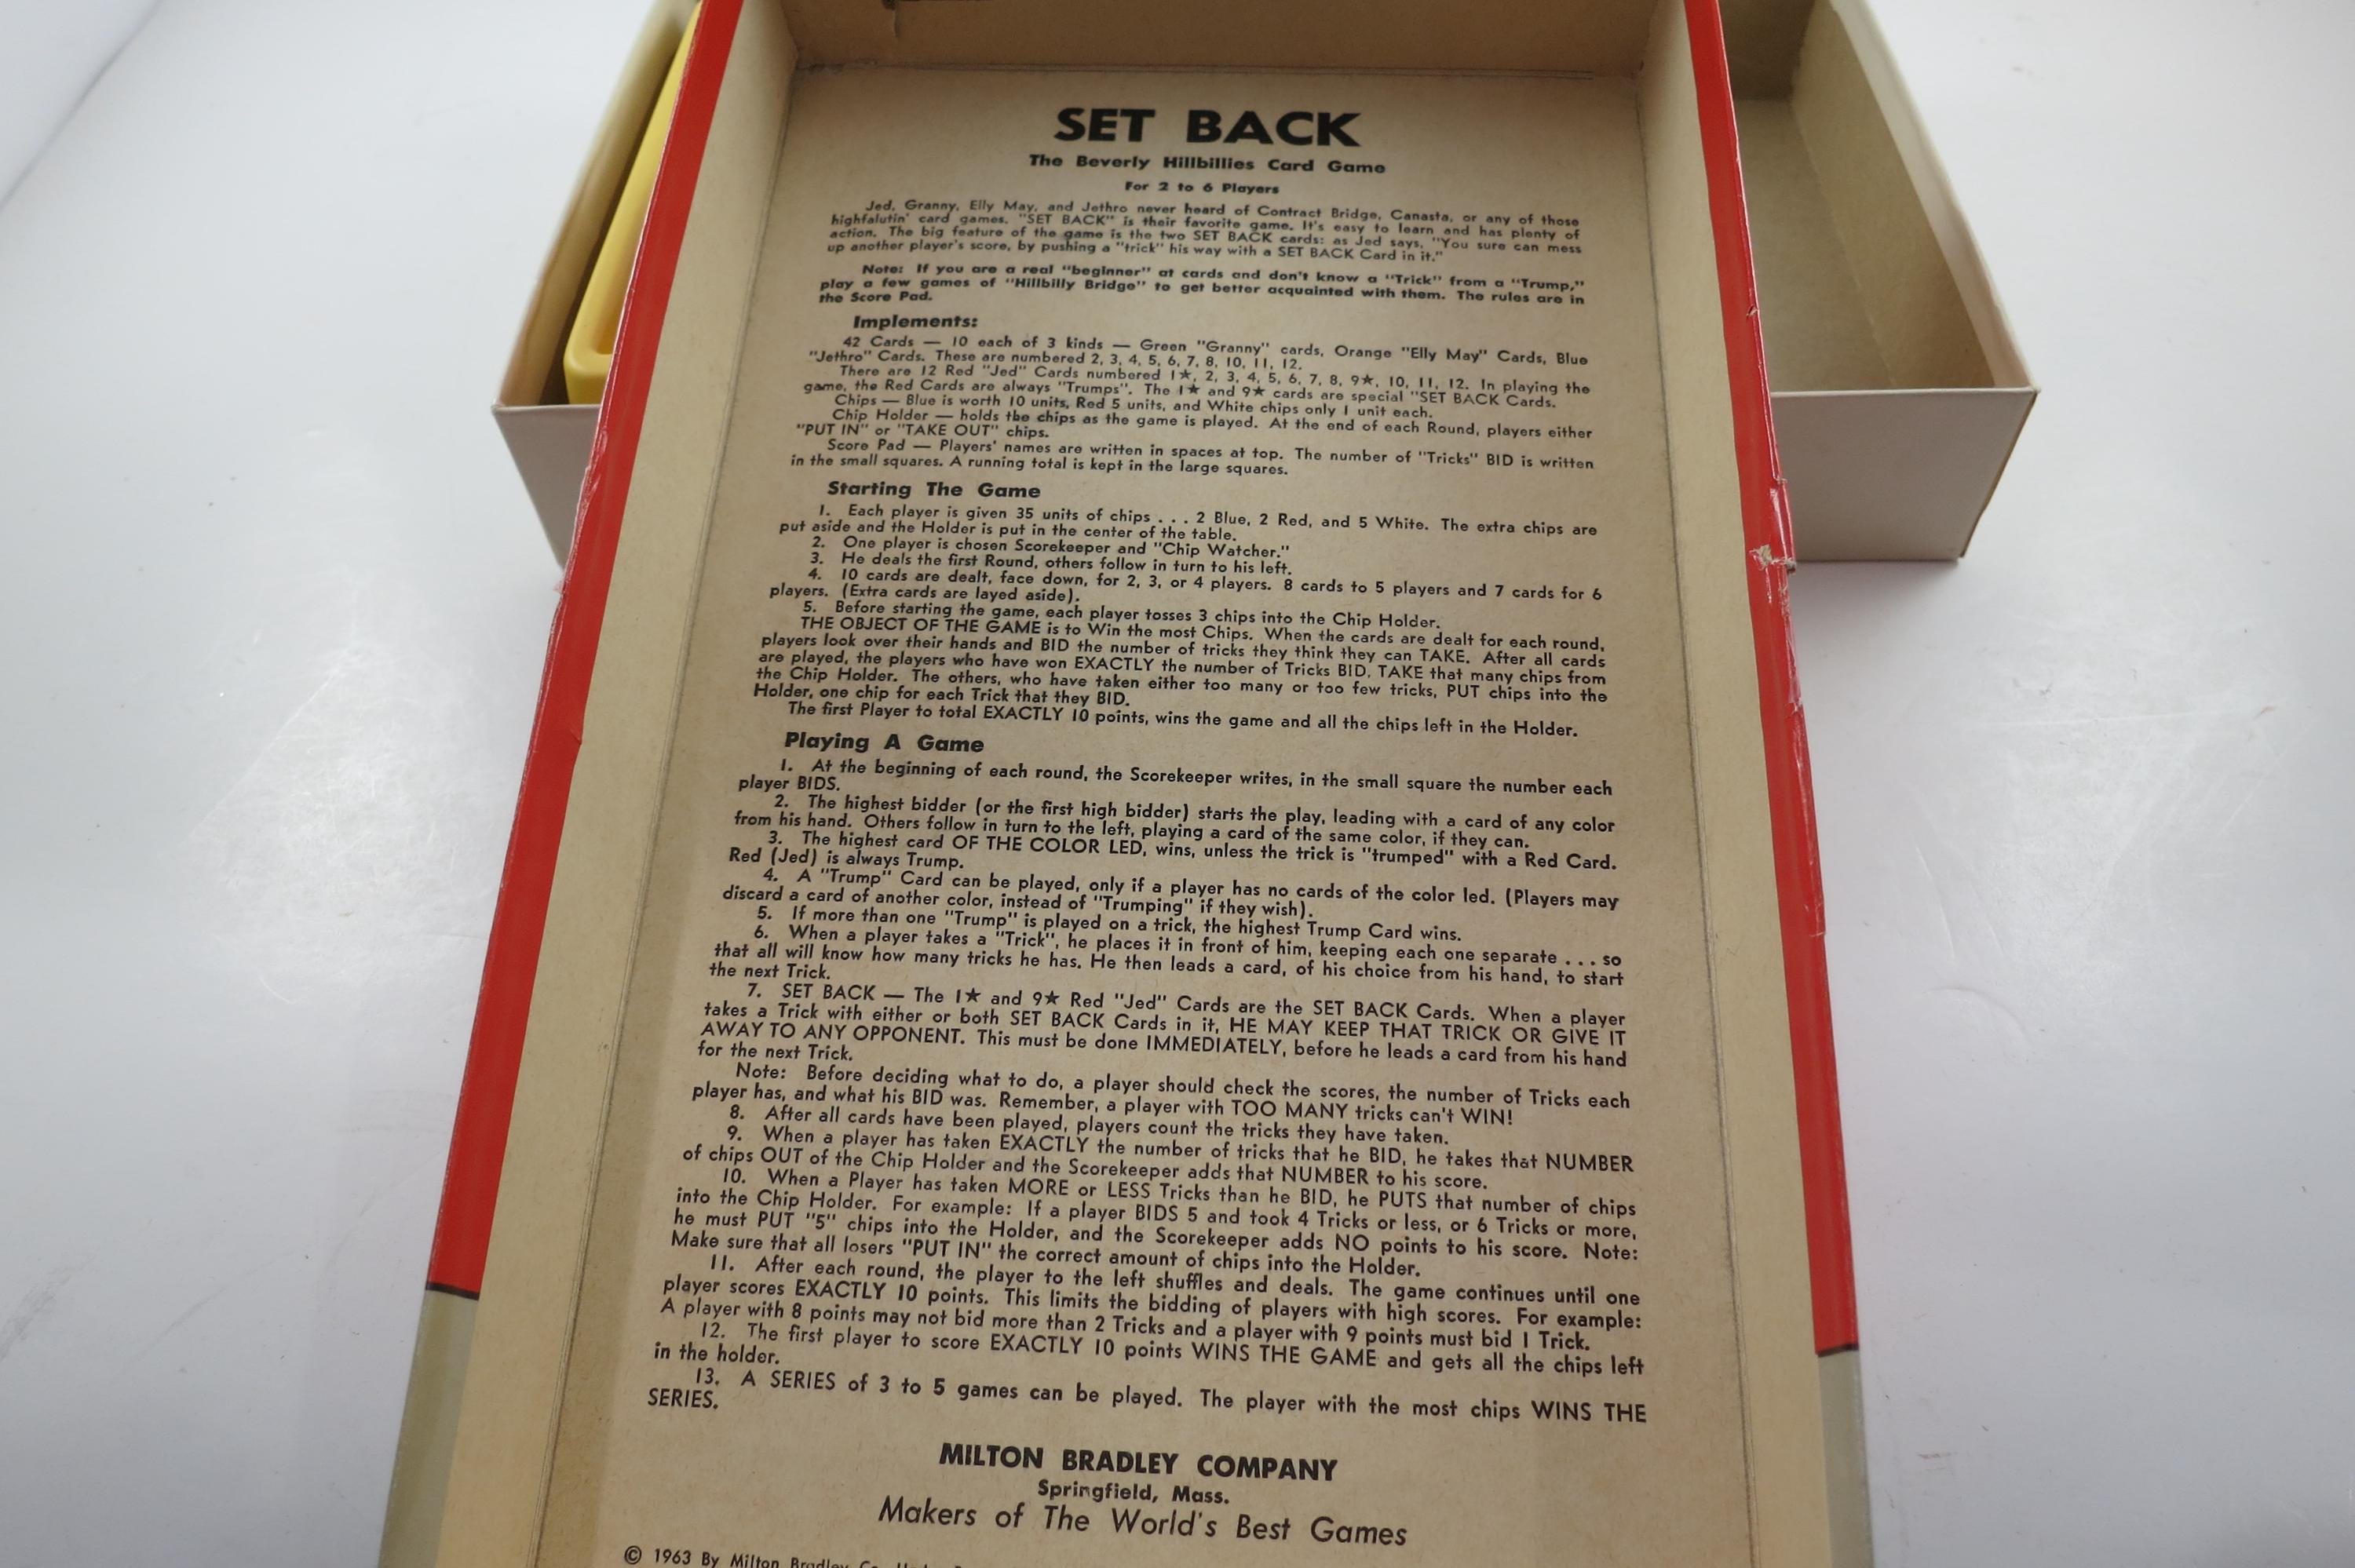 SET BACK
The Beverly Hillbillies Card Game
For 2 to 6 Players
Jed, Granny, Elly May, and Jethro never heard of Contract Bridge, Canasta, or any of those
highfalutin' card games. "SET BACK" is their favorite game. It's easy to learn and has plenty of
action. The big feature of the game is the two SET BACK cards: as Jed says, "You sure can mess
up another player's score, by pushing a "trick" his way with a SET BACK Card in it."
Note: If you are a real "beginner" at cards and don't know a "Trick" from a "Trump,"
play a few games of "Hillbilly Bridge" to get better acquainted with them. The rules are in
the Score Pad.
Implements:
42 Cards — 10 each of 3 kinds — Green "Granny" cards, Orange "Elly May" Cards, Blue
"Jethro" Cards. These are numbered 2, 3, 4, 5, 6, 7, 8, 10, 11, 12.
There are 12 Red "Jed" Cards numbered 1★, 2, 3, 4, 5, 6, 7, 8, 9★, 10, 11, 12. In playing the
game, the Red Cards are always "Trumps". The 1★ and 9★ cards are special "SET BACK Cards.
Chips — Blue is worth 10 units, Red 5 units, and White chips only 1 unit each.
Chip Holder — holds the chips as the game is played. At the end of each Round, players either
"PUT IN" or "TAKE OUT" chips.
Score Pad — Players' names are written in spaces at top. The number of "Tricks" BID is written
in the small squares. A running total is kept in the large squares.
Starting The Game
1. Each player is given 35 units of chips . . . 2 Blue, 2 Red, and 5 White. The extra chips are
put aside and the Holder is put in the center of the table.
2. One player is chosen Scorekeeper and "Chip Watcher."
3. He deals the first Round, others follow in turn to his left.
4. 10 cards are dealt, face down, for 2, 3, or 4 players. 8 cards to 5 players and 7 cards for 6
players. (Extra cards are layed aside).
5. Before starting the game, each player tosses 3 chips into the Chip Holder.
THE OBJECT OF THE GAME is to Win the most Chips. When the cards are dealt for each round,
players look over their hands and BID the number of tricks they think they can TAKE. After all cards
are played, the players who have won EXACTLY the number of Tricks BID, TAKE that many chips from
the Chip Holder. The others, who have taken either too many or too few tricks, PUT chips into the
Holder, one chip for each Trick that they BID.
The first Player to total EXACTLY 10 points, wins the game and all the chips left in the Holder.
Playing A Game
1. At the beginning of each round, the Scorekeeper writes, in the small square the number each
player BIDS.
2. The highest bidder (or the first high bidder) starts the play, leading with a card of any color
from his hand. Others follow in turn to the left, playing a card of the same color, if they can.
3. The highest card OF THE COLOR LED, wins, unless the trick is "trumped" with a Red Card.
Red (Jed) is always Trump.
4. A "Trump" Card can be played, only if a player has no cards of the color led. (Players may
discard a card of another color, instead of "Trumping" if they wish).
5. If more than one "Trump" is played on a trick, the highest Trump Card wins.
6. When a player takes a "Trick", he places it in front of him, keeping each one separate . . . so
that all will know how many tricks he has. He then leads a card, of his choice from his hand, to start
the next Trick.
7. SET BACK — The 1★ and 9★ Red "Jed" Cards are the SET BACK Cards. When a player
takes a Trick with either or both SET BACK Cards in it, HE MAY KEEP THAT TRICK OR GIVE IT
AWAY TO ANY OPPONENT. This must be done IMMEDIATELY, before he leads a card from his hand
for the next Trick.
Note: Before deciding what to do, a player should check the scores, the number of Tricks each
player has, and what his BID was. Remember, a player with TOO MANY tricks can't WIN!
8. After all cards have been played, players count the tricks they have taken.
9. When a player has taken EXACTLY the number of tricks that he BID, he takes that NUMBER
of chips OUT of the Chip Holder and the Scorekeeper adds that NUMBER to his score.
10. When a Player has taken MORE or LESS Tricks than he BID, he PUTS that number of chips
into the Chip Holder. For example: If a player BIDS 5 and took 4 Tricks or less, or 6 Tricks or more,
he must PUT "5" chips into the Holder, and the Scorekeeper adds NO points to his score. Note:
Make sure that all losers "PUT IN" the correct amount of chips into the Holder.
11. After each round, the player to the left shuffles and deals. The game continues until one
player scores EXACTLY 10 points. This limits the bidding of players with high scores. For example:
A player with 8 points may not bid more than 2 Tricks and a player with 9 points must bid 1 Trick.
12. The first player to score EXACTLY 10 points WINS THE GAME and gets all the chips left
in the holder.
13. A SERIES of 3 to 5 games can be played. The player with the most chips WINS THE
SERIES.
MILTON BRADLEY COMPANY
Springfield, Mass.
Makers of The World's Best Games
© 1963 By Milton Bradley Co.